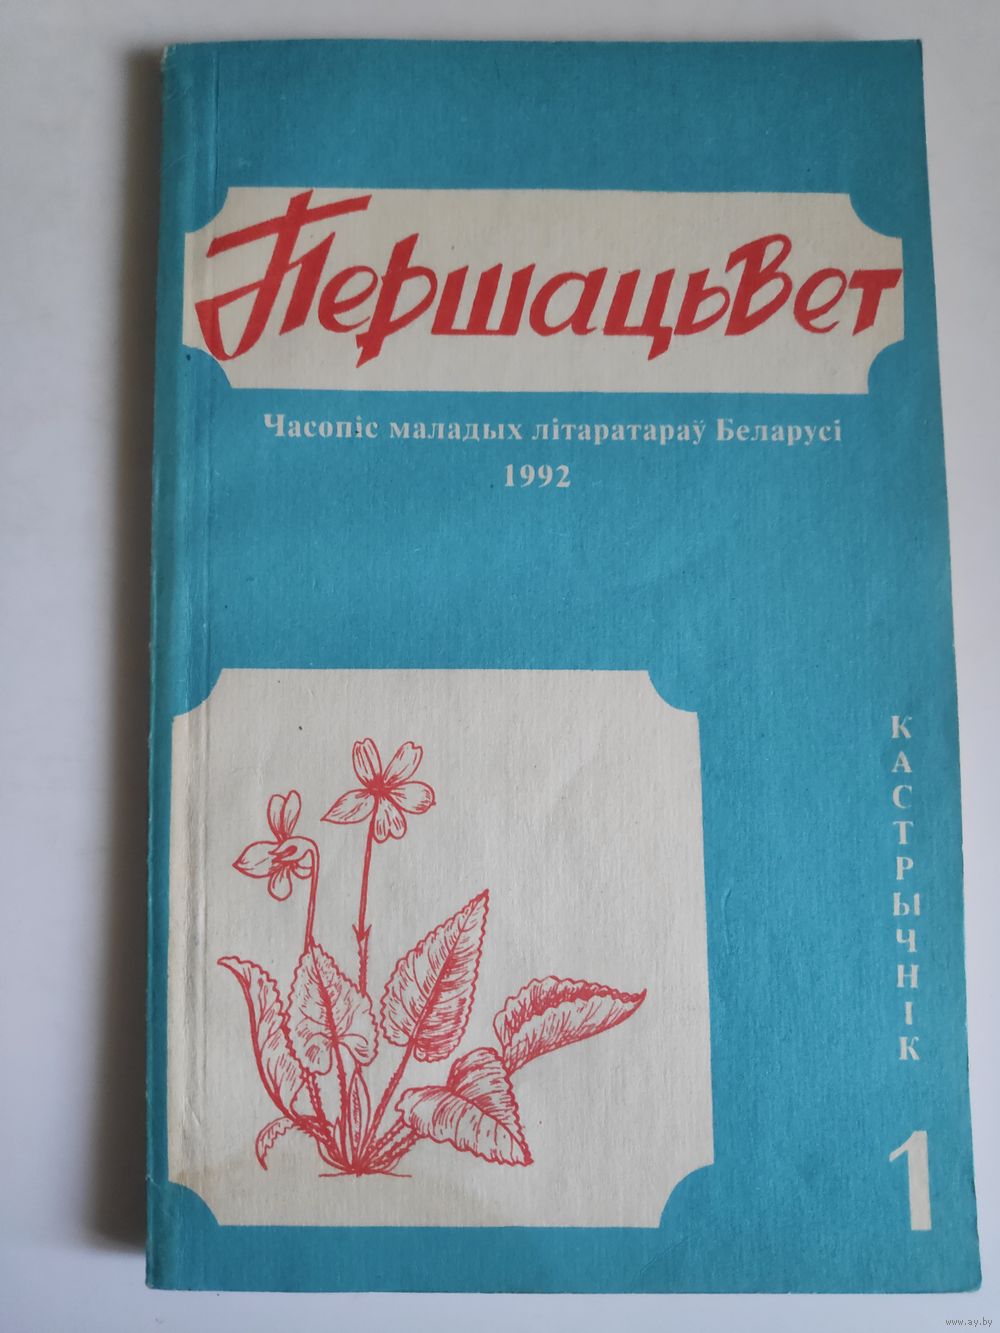 Першацьвет
Часопіс маладых літаратараў Беларусі
1992
КАСТРЫЧНІК
1
www.ay.by